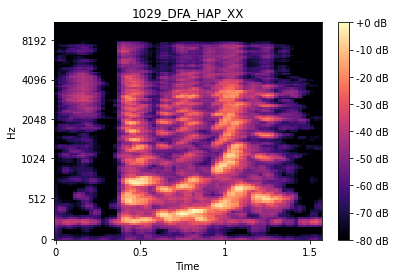 1029_DFA_HAP_XX
8192
4096
2048
1024
512
0
Hz
0
0.5
1
1.5
Time
+0 dB
-10 dB
-20 dB
-30 dB
-40 dB
-50 dB
-60 dB
-70 dB
-80 dB